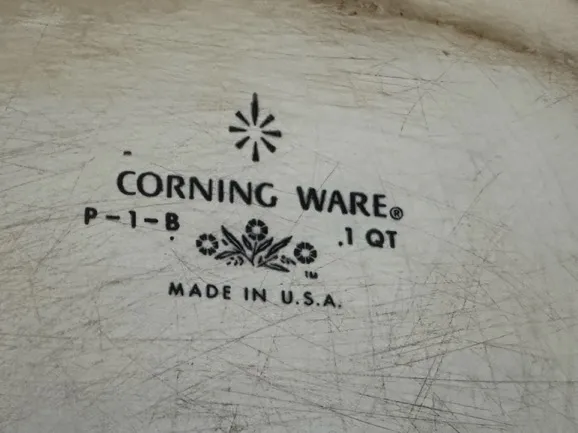 CORNING WARE®
P-1-B .1 QT
TM
MADE IN U.S.A.